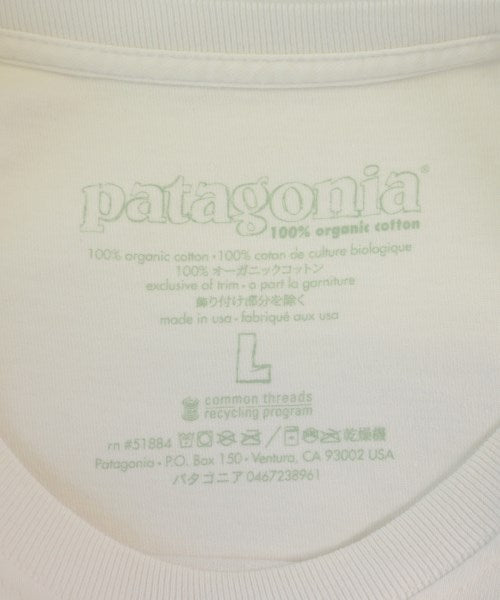 patagonia®
100% organic cotton
100% organic cotton • 100% coton de culture biologique
100% オーガニックコットン
exclusive of trim • a part la garniture
飾り付け部分を除く
made in usa • fabriqué aux usa
L
common threads
recycling program
rn #51884 乾燥機
Patagonia • P.O. Box 150 • Ventura, CA 93002 USA
パタゴニア 0467238961